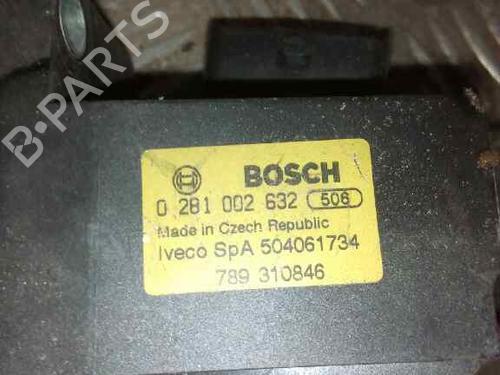 B-PARTS
BOSCH
0 281 002 632 506
Made in Czech Republic
Iveco SpA 504061734
789 310846